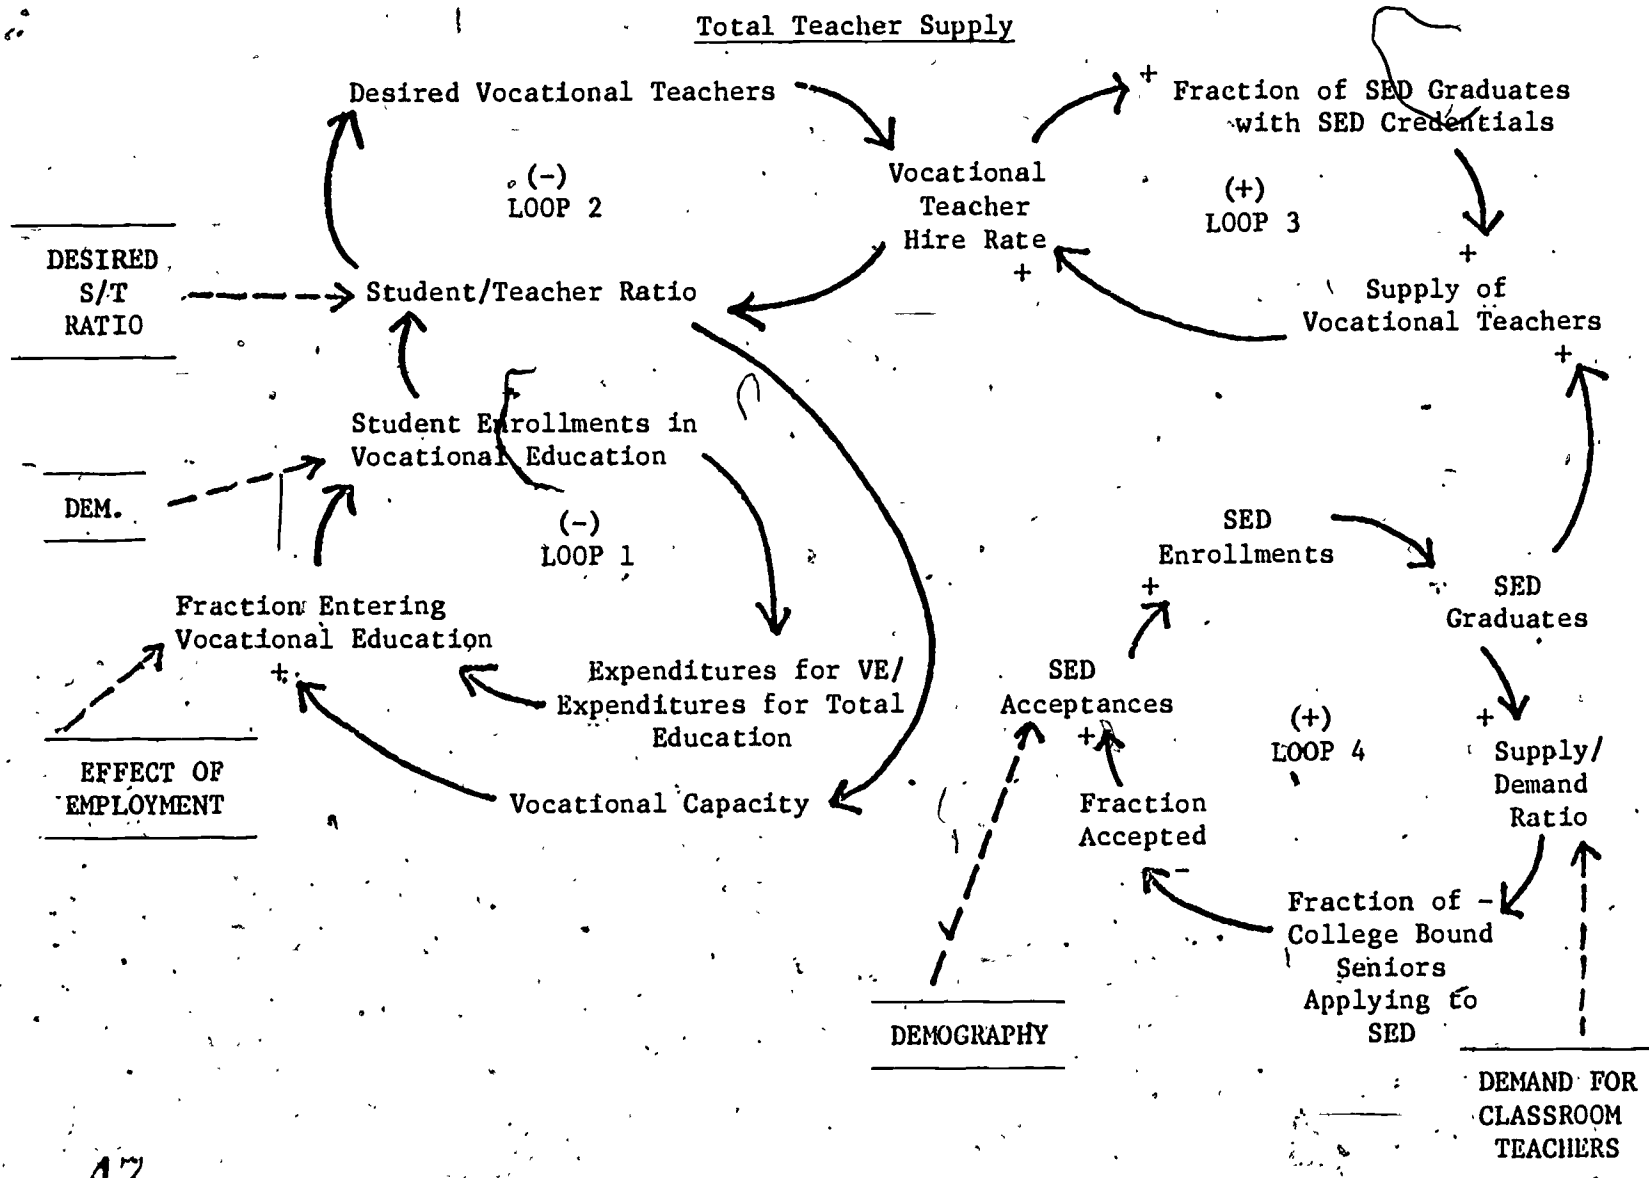 Total Teacher Supply
Desired Vocational Teachers
+
Fraction of SED Graduates
with SED Credentials
(-)
LOOP 2
Vocational
Teacher
Hire Rate
+
(+)
LOOP 3
+
Supply of
Vocational Teachers
+
DESIRED
S/T
RATIO
Student/Teacher Ratio
Student Enrollments in
Vocational Education
DEM.
(-)
LOOP 1
SED
Enrollments
+
SED
Graduates
Fraction Entering
Vocational Education
+
Expenditures for VE/
Expenditures for Total
Education
SED
Acceptances
+
(+)
LOOP 4
+
Supply/
Demand
Ratio
EFFECT OF
EMPLOYMENT
Vocational Capacity
Fraction
Accepted
-
Fraction of -
College Bound
Seniors
Applying to
SED
DEMOGRAPHY
DEMAND FOR
CLASSROOM
TEACHERS